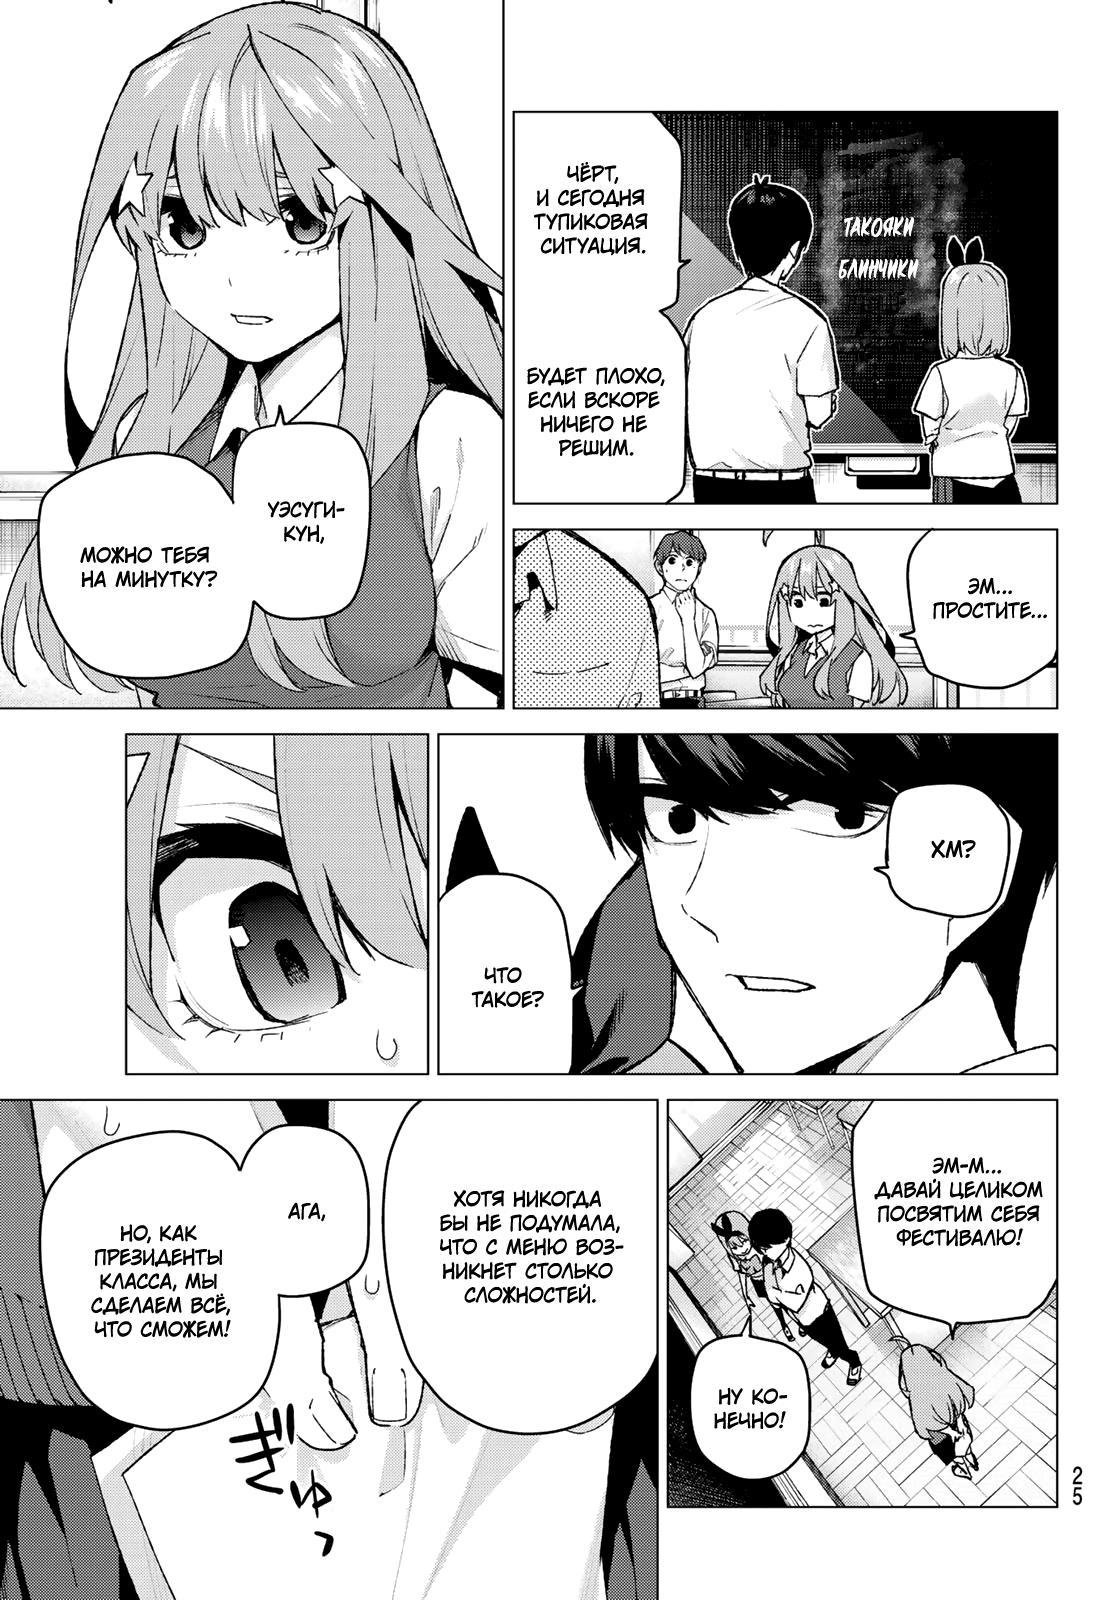 ЧЁРТ,
И СЕГОДНЯ
ТУПИКОВАЯ
СИТУАЦИЯ.
БУДЕТ ПЛОХО,
ЕСЛИ ВСКОРЕ
НИЧЕГО НЕ
РЕШИМ.
ТАКОЯКИ
БЛИНЧИКИ
ЭМ...
ПРОСТИТЕ...
УЭСУГИ-
КУН,
МОЖНО ТЕБЯ
НА МИНУТКУ?
ХМ?
ЧТО
ТАКОЕ?
ЭМ-М...
ДАВАЙ ЦЕЛИКОМ
ПОСВЯТИМ СЕБЯ
ФЕСТИВАЛЮ!
НУ КО-
НЕЧНО!
ХОТЯ НИКОГДА
БЫ НЕ ПОДУМАЛА,
ЧТО С МЕНЮ ВОЗ-
НИКНЕТ СТОЛЬКО
СЛОЖНОСТЕЙ.
АГА,
НО, КАК
ПРЕЗИДЕНТЫ
КЛАССА, МЫ
СДЕЛАЕМ ВСЁ,
ЧТО СМОЖЕМ!
ぎゅっ
25